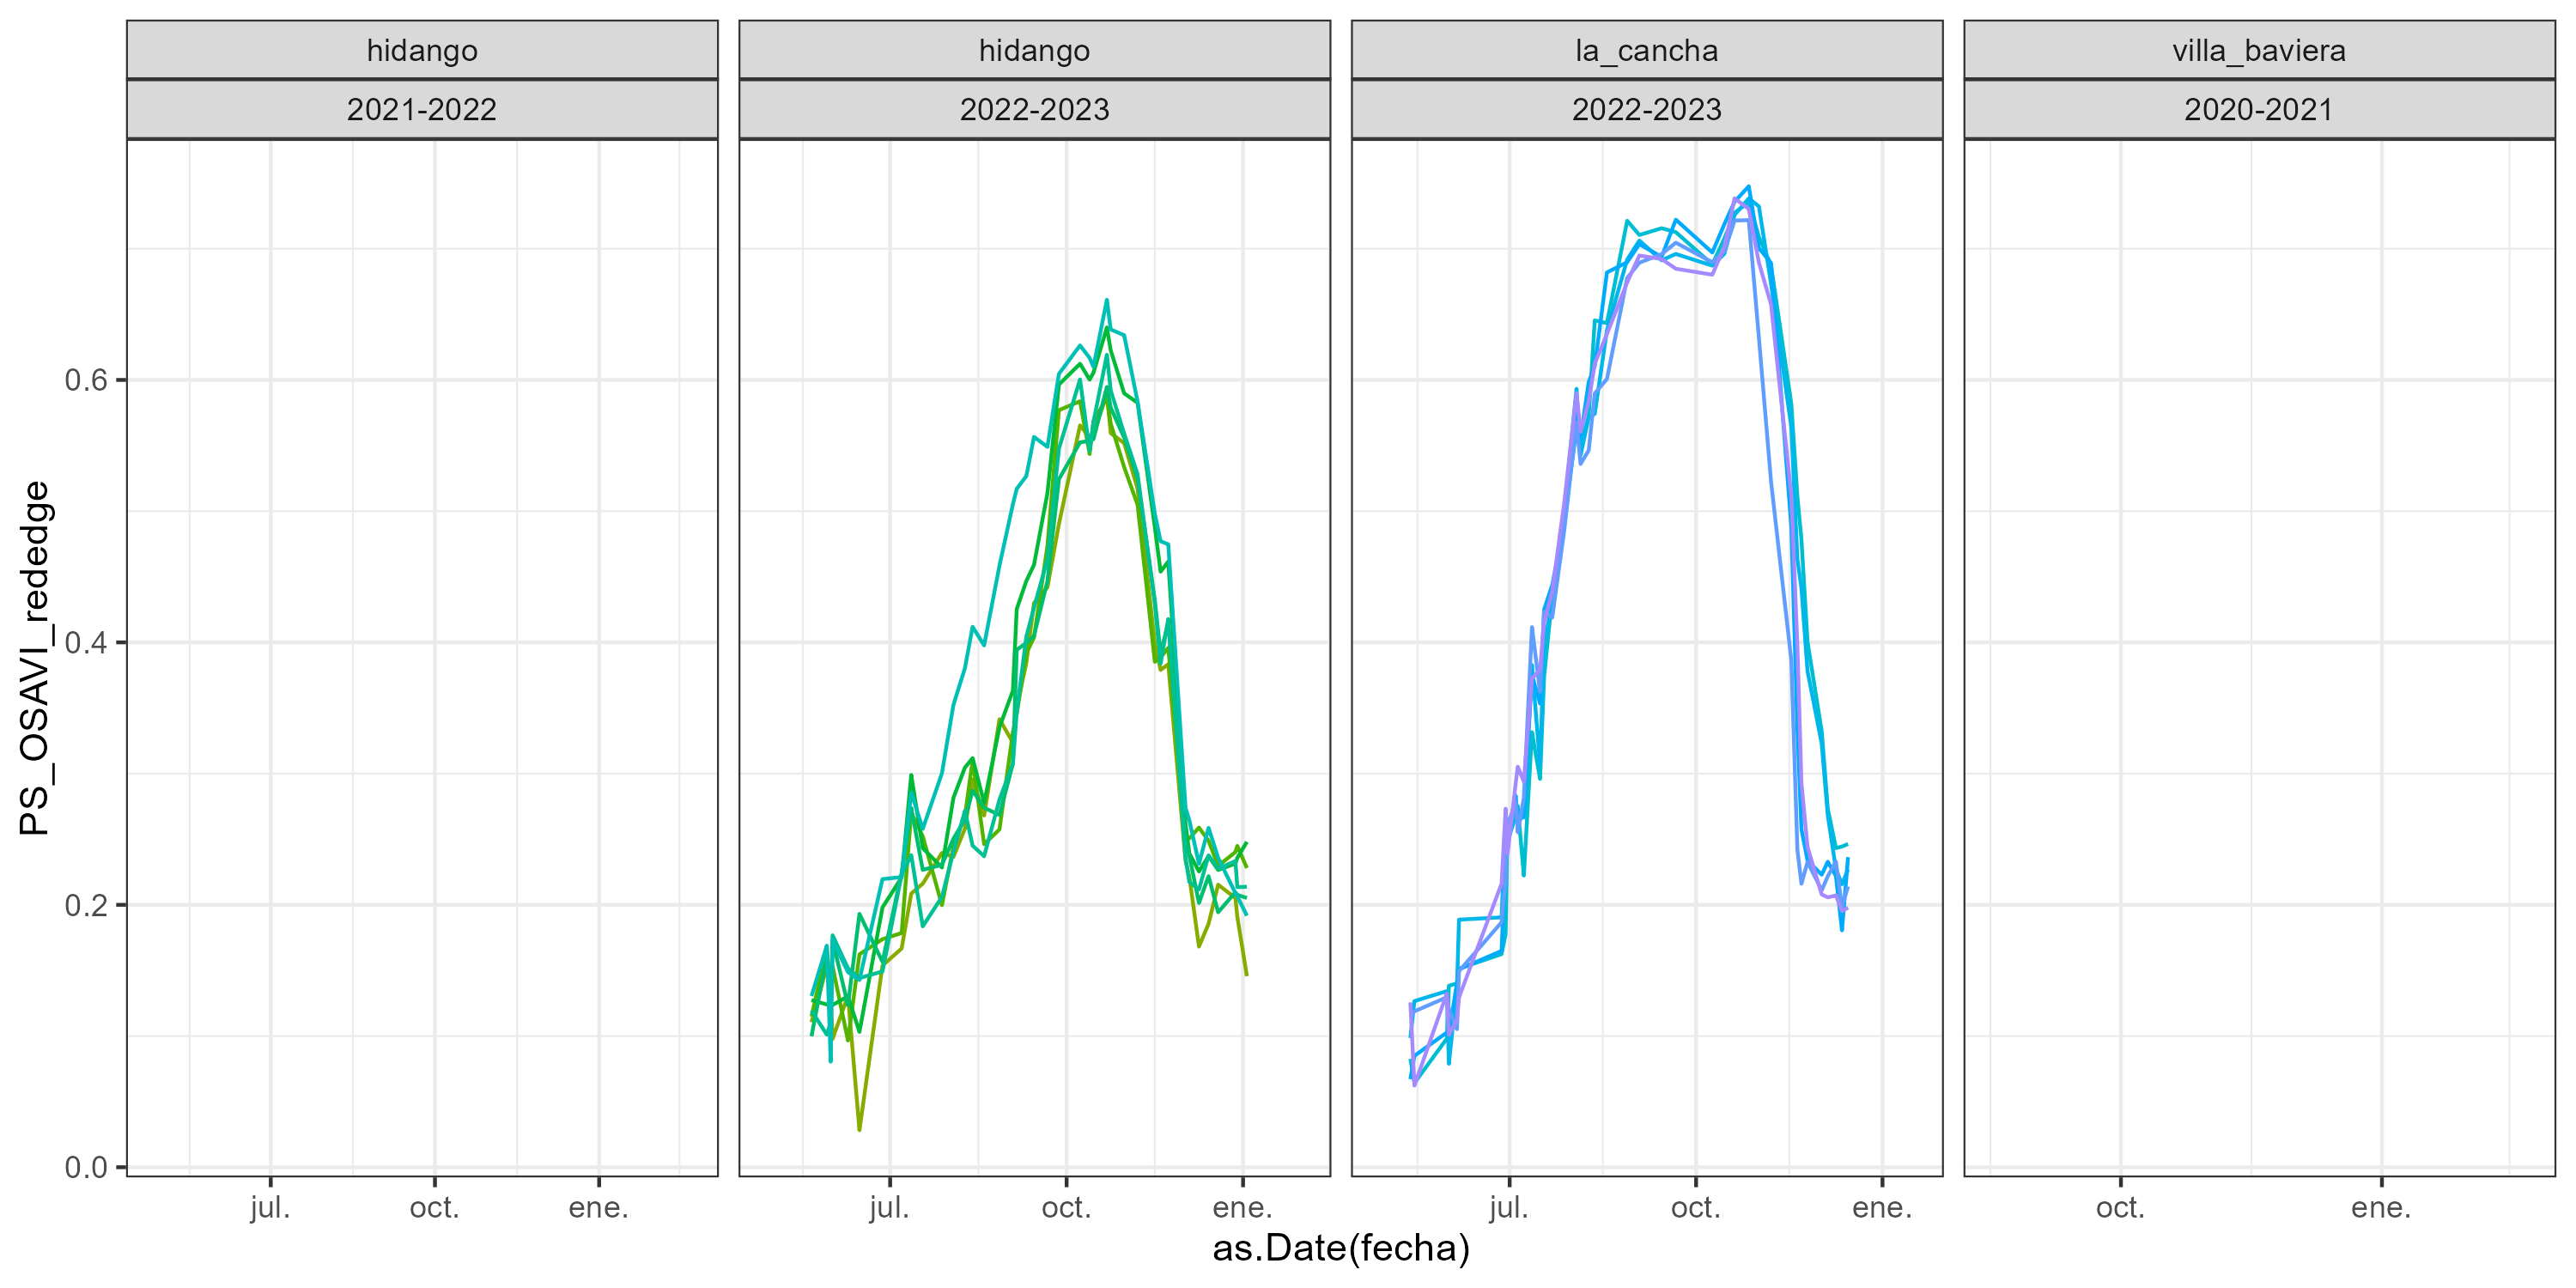 hidango
hidango
la_cancha
villa_baviera
2021-2022
2022-2023
2022-2023
2020-2021
PS_OSAVI_rededge
0.6
0.4
0.2
0.0
jul.
oct.
ene.
jul.
oct.
ene.
jul.
oct.
ene.
oct.
ene.
as.Date(fecha)